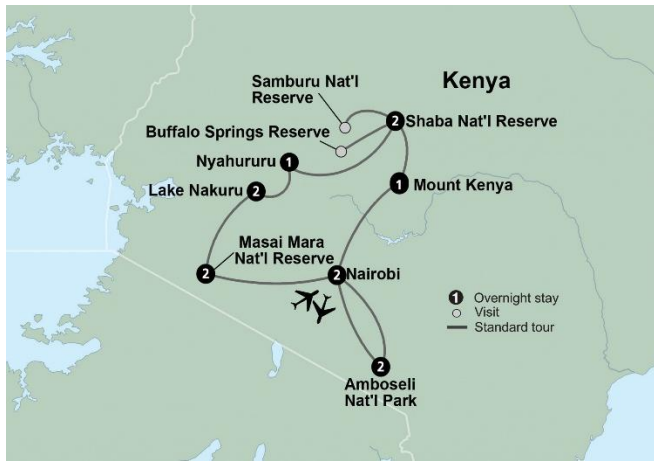 Kenya
Samburu Nat'l
Reserve
2
Shaba Nat'l Reserve
Buffalo Springs Reserve
Nyahururu
1
Lake Nakuru
2
1
Mount Kenya
Masai Mara
Nat'l Reserve
2
2
Nairobi
1
Overnight stay
Visit
Standard tour
2
Amboseli
Nat'l Park